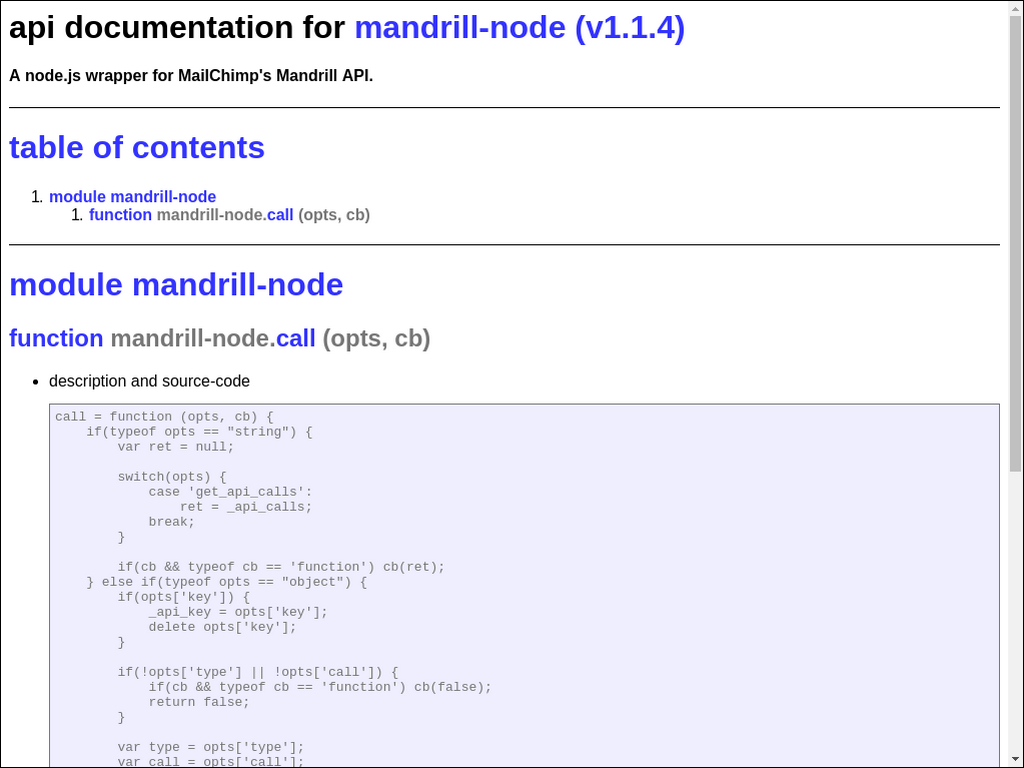 api documentation for mandrill-node (v1.1.4)
A node.js wrapper for MailChimp's Mandrill API.
table of contents
1. module mandrill-node
1. function mandrill-node.call (opts, cb)
module mandrill-node
function mandrill-node.call (opts, cb)
• description and source-code
call = function (opts, cb) {
    if(typeof opts == "string") {
        var ret = null;
        switch(opts) {
            case 'get_api_calls':
                ret = _api_calls;
            break;
        }
        if(cb && typeof cb == 'function') cb(ret);
    } else if(typeof opts == "object") {
        if(opts['key']) {
            _api_key = opts['key'];
            delete opts['key'];
        }
        if(!opts['type'] || !opts['call']) {
            if(cb && typeof cb == 'function') cb(false);
            return false;
        }
        var type = opts['type'];
        var call = opts['call'];